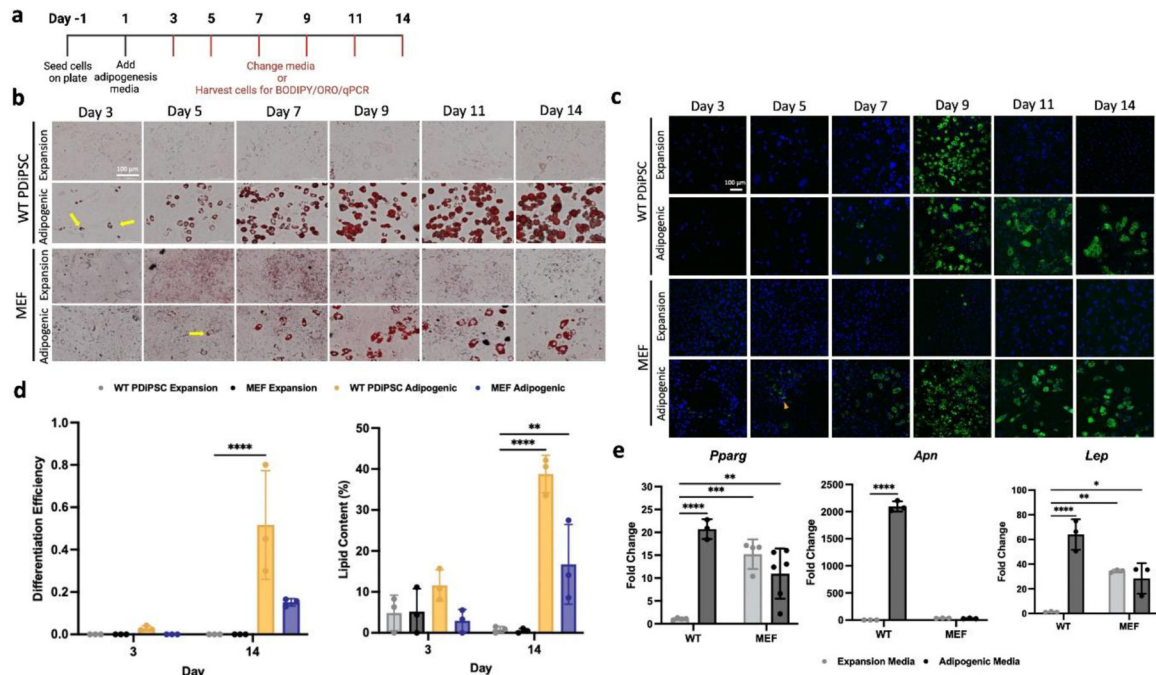 a
Day -1 1 3 5 7 9 11 14
Seed cells
on plate
Add
adipogenesis
media
Change media
or
Harvest cells for BODIPY/ORO/qPCR
b
Day 3 Day 5 Day 7 Day 9 Day 11 Day 14
WT PDiPSC
Expansion
100 µm
Adipogenic
MEF
Expansion
Adipogenic
c
Day 3 Day 5 Day 7 Day 9 Day 11 Day 14
WT PDiPSC
Expansion
100 µm
Adipogenic
MEF
Expansion
Adipogenic
WT PDiPSC Expansion MEF Expansion WT PDiPSC Adipogenic MEF Adipogenic
d
Differentiation Efficiency
1.0
0.8
0.6
0.4
0.2
0.0
****
3 14
Day
Lipid Content (%)
50
40
30
20
10
0
**
****
3 14
Day
e
Pparg
Fold Change
30
25
20
15
10
5
0
**
***
****
WT MEF
Apn
Fold Change
2500
2000
1500
1000
500
0
****
WT MEF
Lep
Fold Change
100
80
60
40
20
0
*
**
****
WT MEF
Expansion Media Adipogenic Media